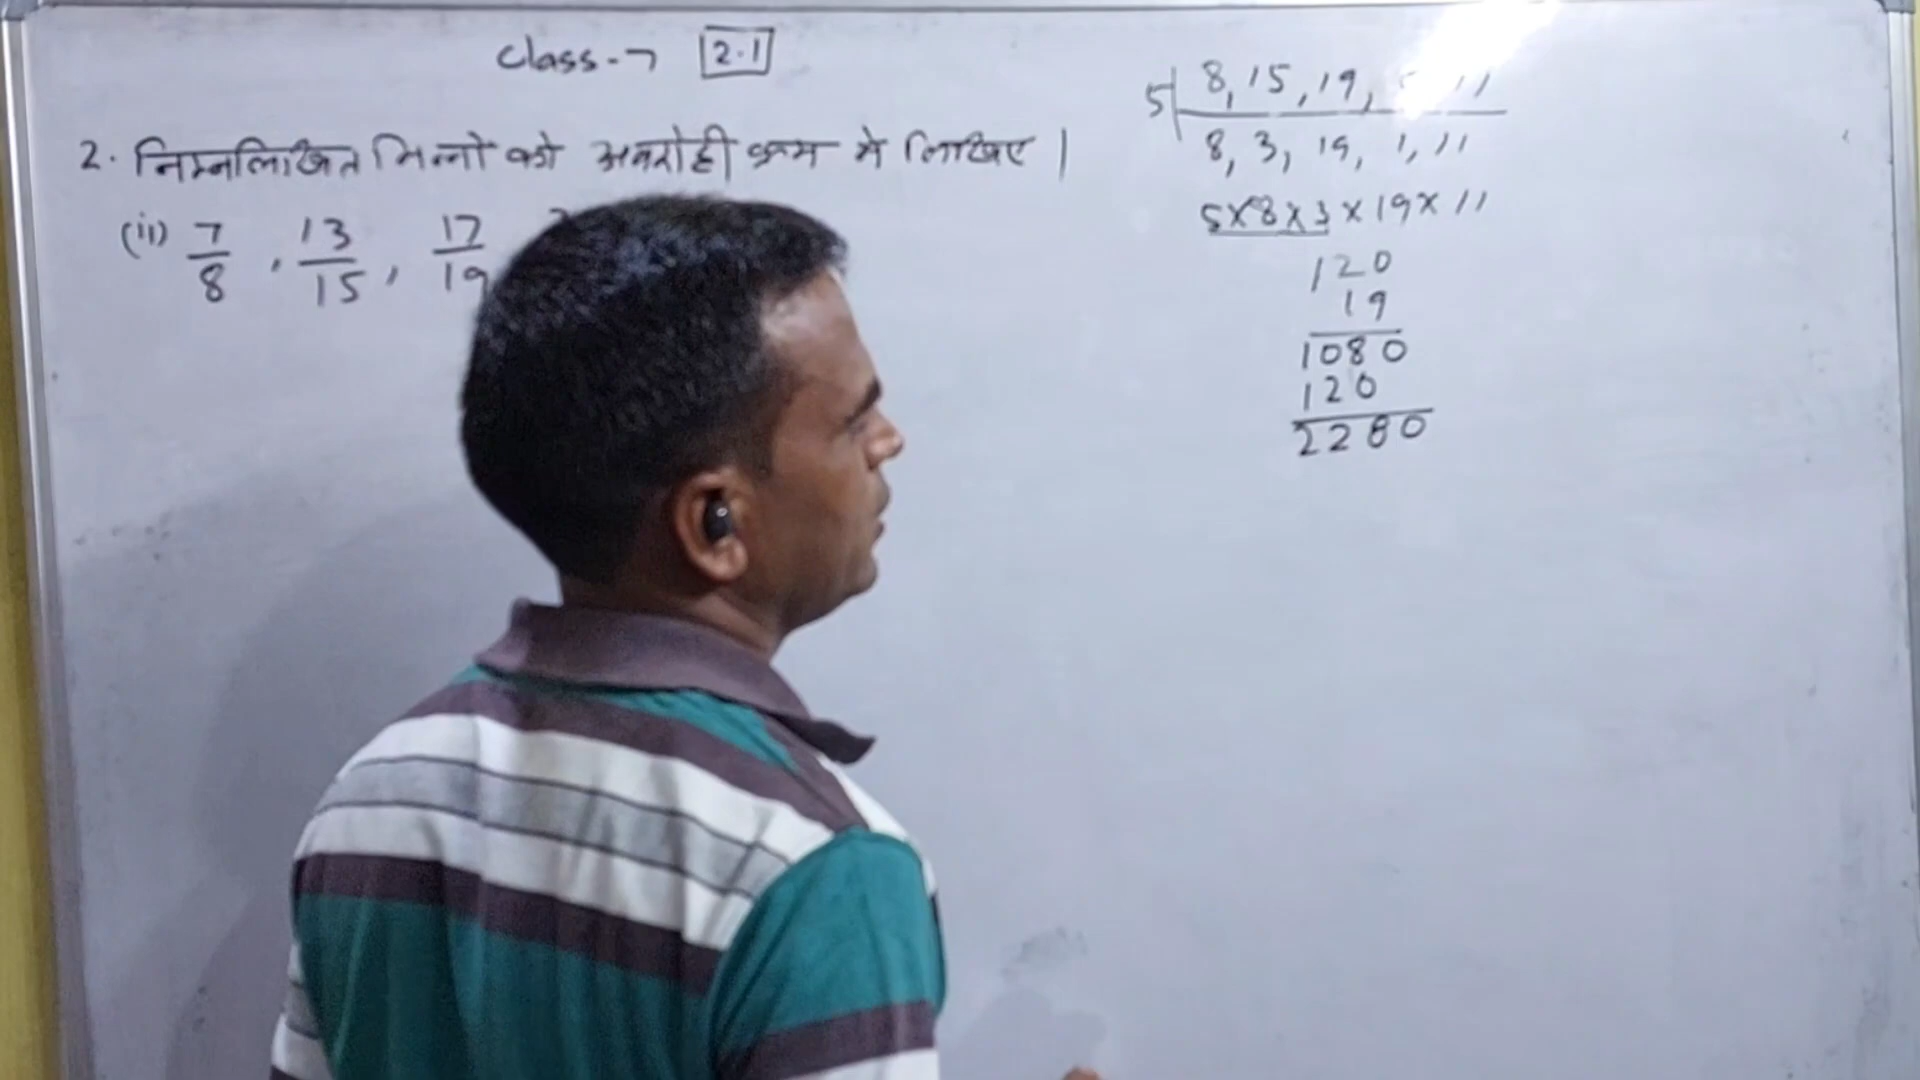 Class-7 2.1
2. निम्नलिखित भिन्नो को अवरोही क्रम मे लिखिए |
(ii) 7/8 , 13/15 , 17/19
5 | 8, 15, 19, 11
8, 3, 19, 1, 11
5×8×3×19×11
120
19
1080
120
2280